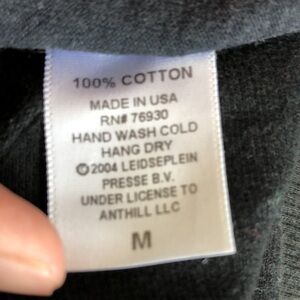 100% COTTON
MADE IN USA
RN# 76930
HAND WASH COLD
HANG DRY
©2004 LEIDSEPLEIN
PRESSE B.V.
UNDER LICENSE TO
ANTHILL LLC
M